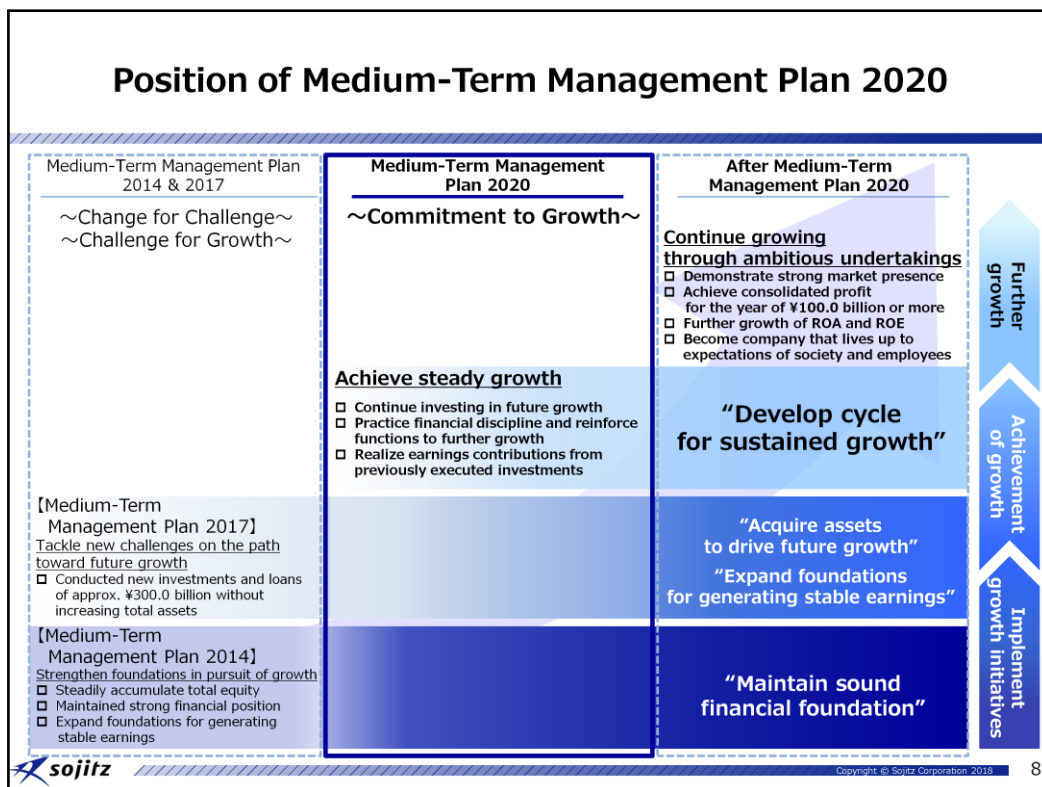 Position of Medium-Term Management Plan 2020
Medium-Term Management Plan
2014 & 2017
～Change for Challenge～
～Challenge for Growth～
【Medium-Term
Management Plan 2017】
Tackle new challenges on the path
toward future growth
□ Conducted new investments and loans
of approx. ¥300.0 billion without
increasing total assets
【Medium-Term
Management Plan 2014】
Strengthen foundations in pursuit of growth
□ Steadily accumulate total equity
□ Maintained strong financial position
□ Expand foundations for generating
stable earnings
Medium-Term Management
Plan 2020
～Commitment to Growth～
Achieve steady growth
□ Continue investing in future growth
□ Practice financial discipline and reinforce
functions to further growth
□ Realize earnings contributions from
previously executed investments
After Medium-Term
Management Plan 2020
Continue growing
through ambitious undertakings
□ Demonstrate strong market presence
□ Achieve consolidated profit
for the year of ¥100.0 billion or more
□ Further growth of ROA and ROE
□ Become company that lives up to
expectations of society and employees
“Develop cycle
for sustained growth”
“Acquire assets
to drive future growth”
“Expand foundations
for generating stable earnings”
“Maintain sound
financial foundation”
Further
growth
Achievement
of growth
Implement
growth initiatives
sojitz
Copyright © Sojitz Corporation 2018
8